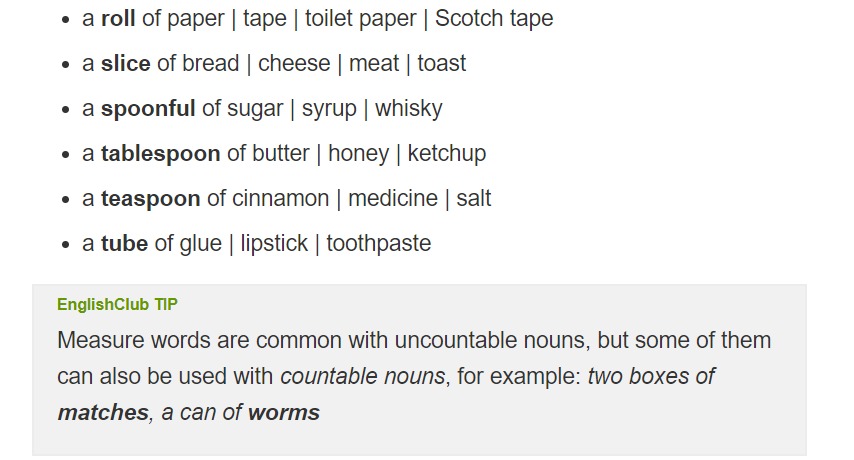 • a roll of paper | tape | toilet paper | Scotch tape
• a slice of bread | cheese | meat | toast
• a spoonful of sugar | syrup | whisky
• a tablespoon of butter | honey | ketchup
• a teaspoon of cinnamon | medicine | salt
• a tube of glue | lipstick | toothpaste
EnglishClub TIP
Measure words are common with uncountable nouns, but some of them
can also be used with countable nouns, for example: two boxes of
matches, a can of worms